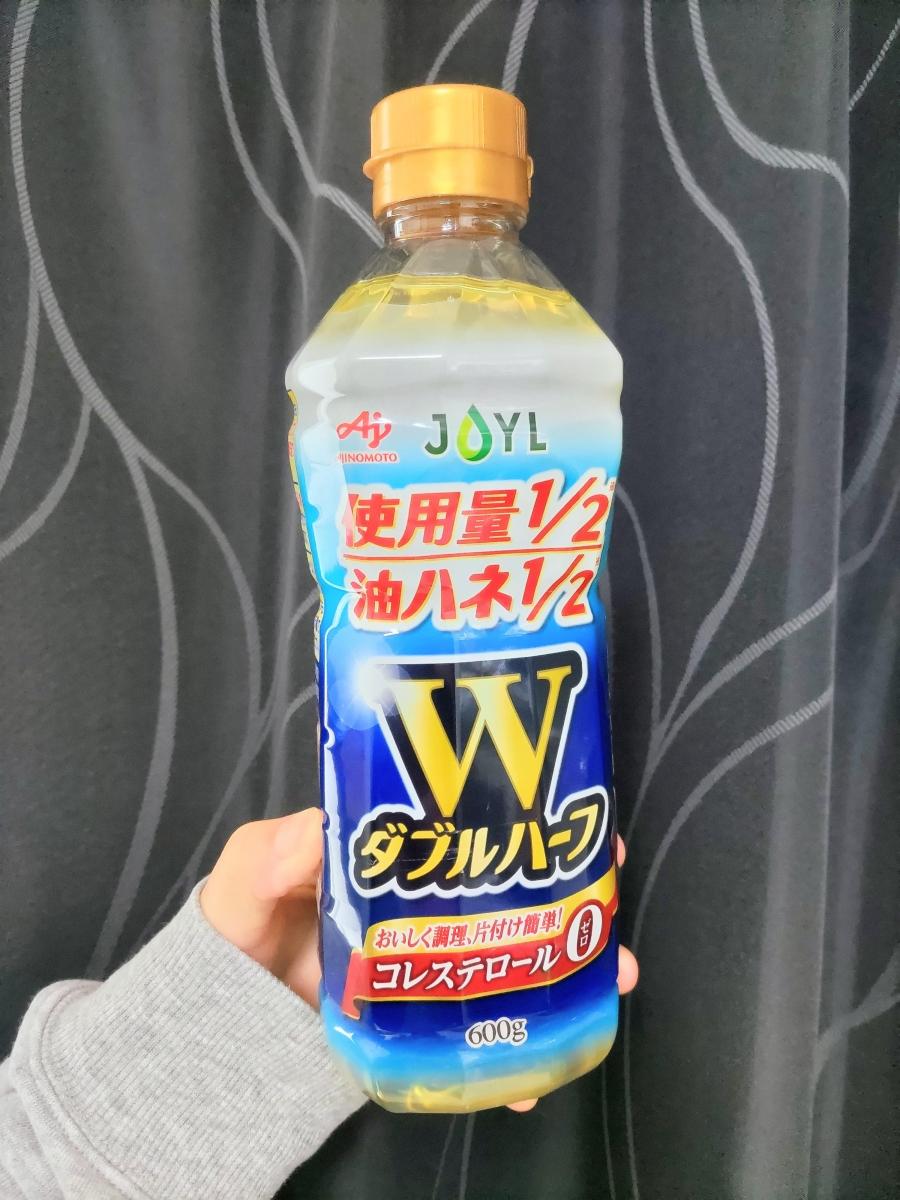 Aj
AJINOMOTO
JOYL
使用量1/2
油ハネ1/2
W
ダブルハーフ
おいしく調理、片付け簡単!
コレステロール0
ゼロ
600g